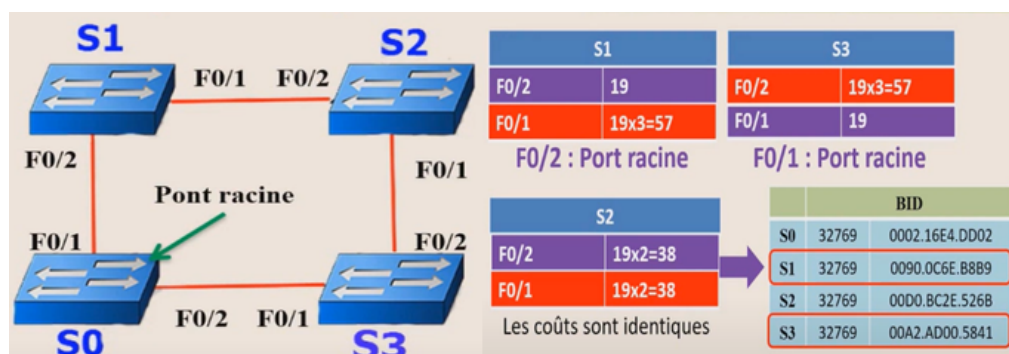 S1
S2
F0/1
F0/2
F0/2
F0/1
Pont racine
F0/1
F0/2
F0/2
F0/1
S0
S3
S1
F0/2 19
F0/1 19x3=57
F0/2 : Port racine
S3
F0/2 19x3=57
F0/1 19
F0/1 : Port racine
S2
F0/2 19x2=38
F0/1 19x2=38
Les coûts sont identiques
BID
S0 32769 0002.16E4.DD02
S1 32769 0090.0C6E.B8B9
S2 32769 00D0.BC2E.526B
S3 32769 00A2.AD00.5841